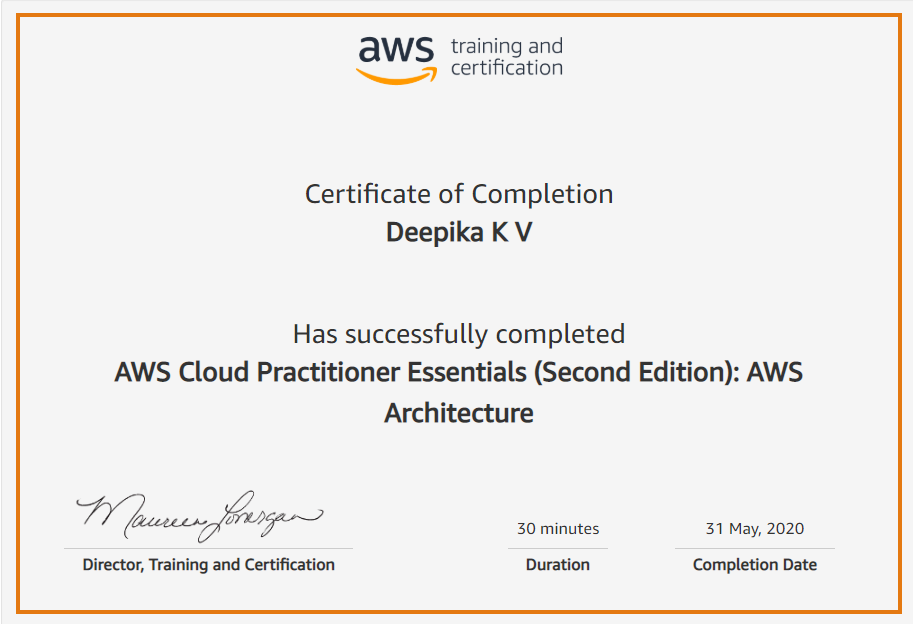 aws training and
certification
Certificate of Completion
Deepika K V
Has successfully completed
AWS Cloud Practitioner Essentials (Second Edition): AWS
Architecture
Maureen Lonergan
30 minutes
31 May, 2020
Director, Training and Certification
Duration
Completion Date